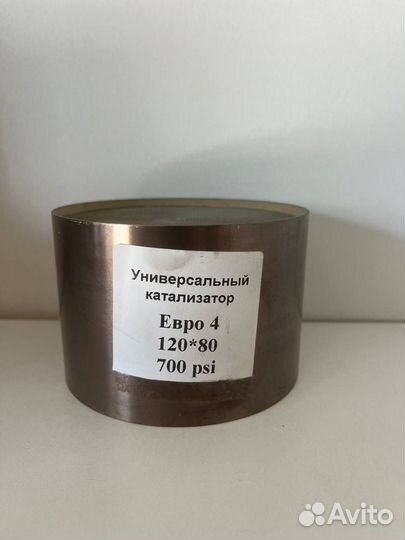 Универсальный
катализатор
Евро 4
120*80
700 psi
Avito